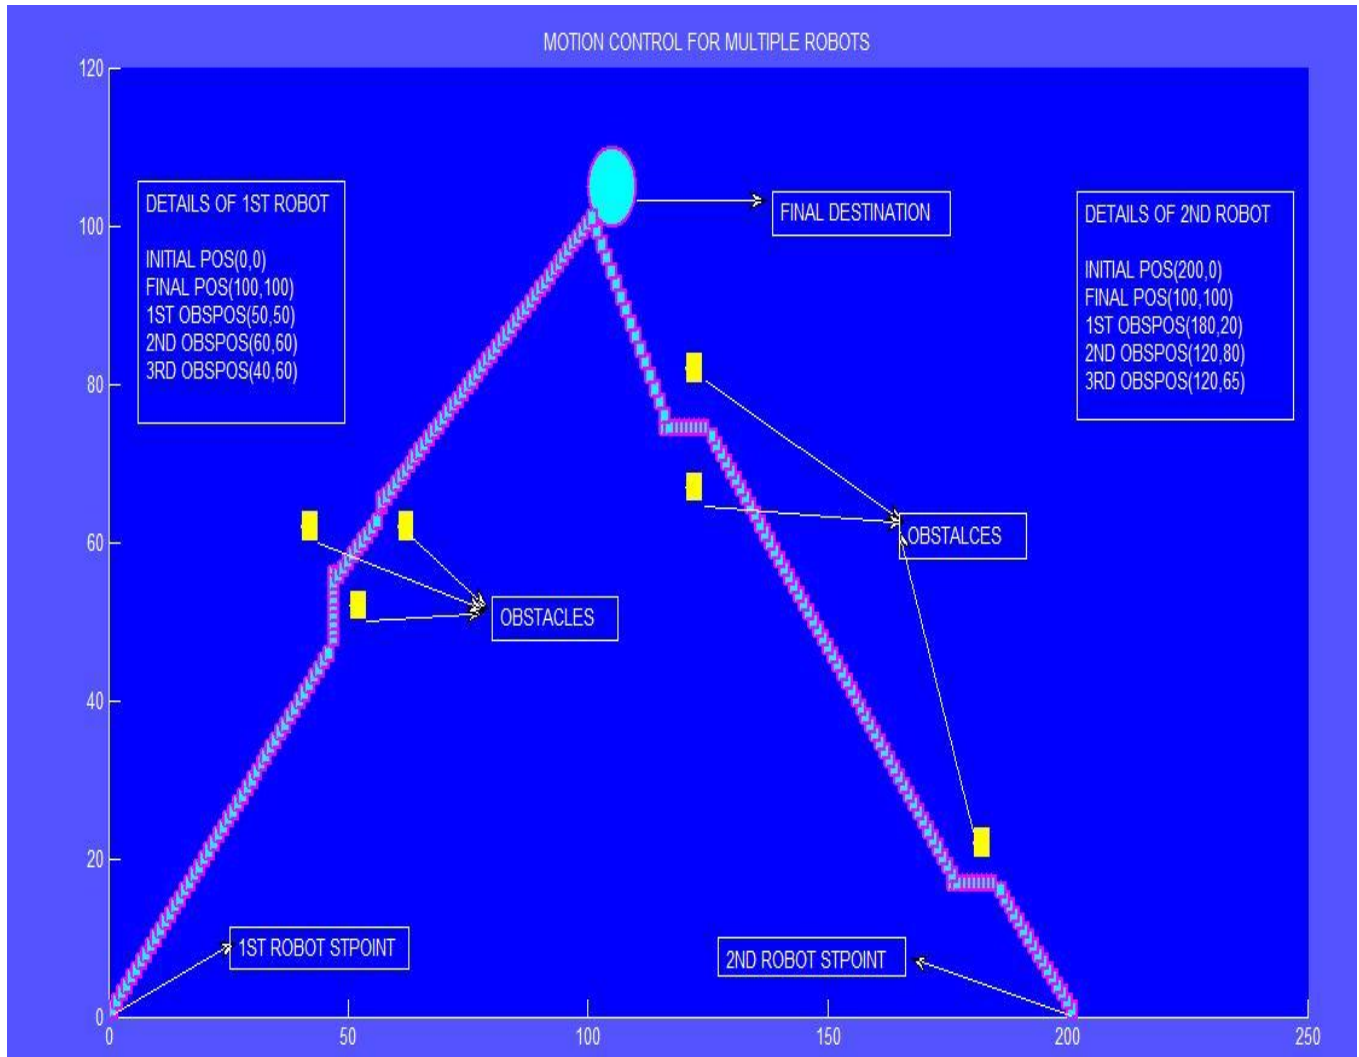 MOTION CONTROL FOR MULTIPLE ROBOTS
120
100
80
60
40
20
0
DETAILS OF 1ST ROBOT
INITIAL POS(0,0)
FINAL POS(100,100)
1ST OBSPOS(50,50)
2ND OBSPOS(60,60)
3RD OBSPOS(40,60)
FINAL DESTINATION
DETAILS OF 2ND ROBOT
INITIAL POS(200,0)
FINAL POS(100,100)
1ST OBSPOS(180,20)
2ND OBSPOS(120,80)
3RD OBSPOS(120,65)
OBSTALCES
OBSTACLES
1ST ROBOT STPOINT
2ND ROBOT STPOINT
0 50 100 150 200 250